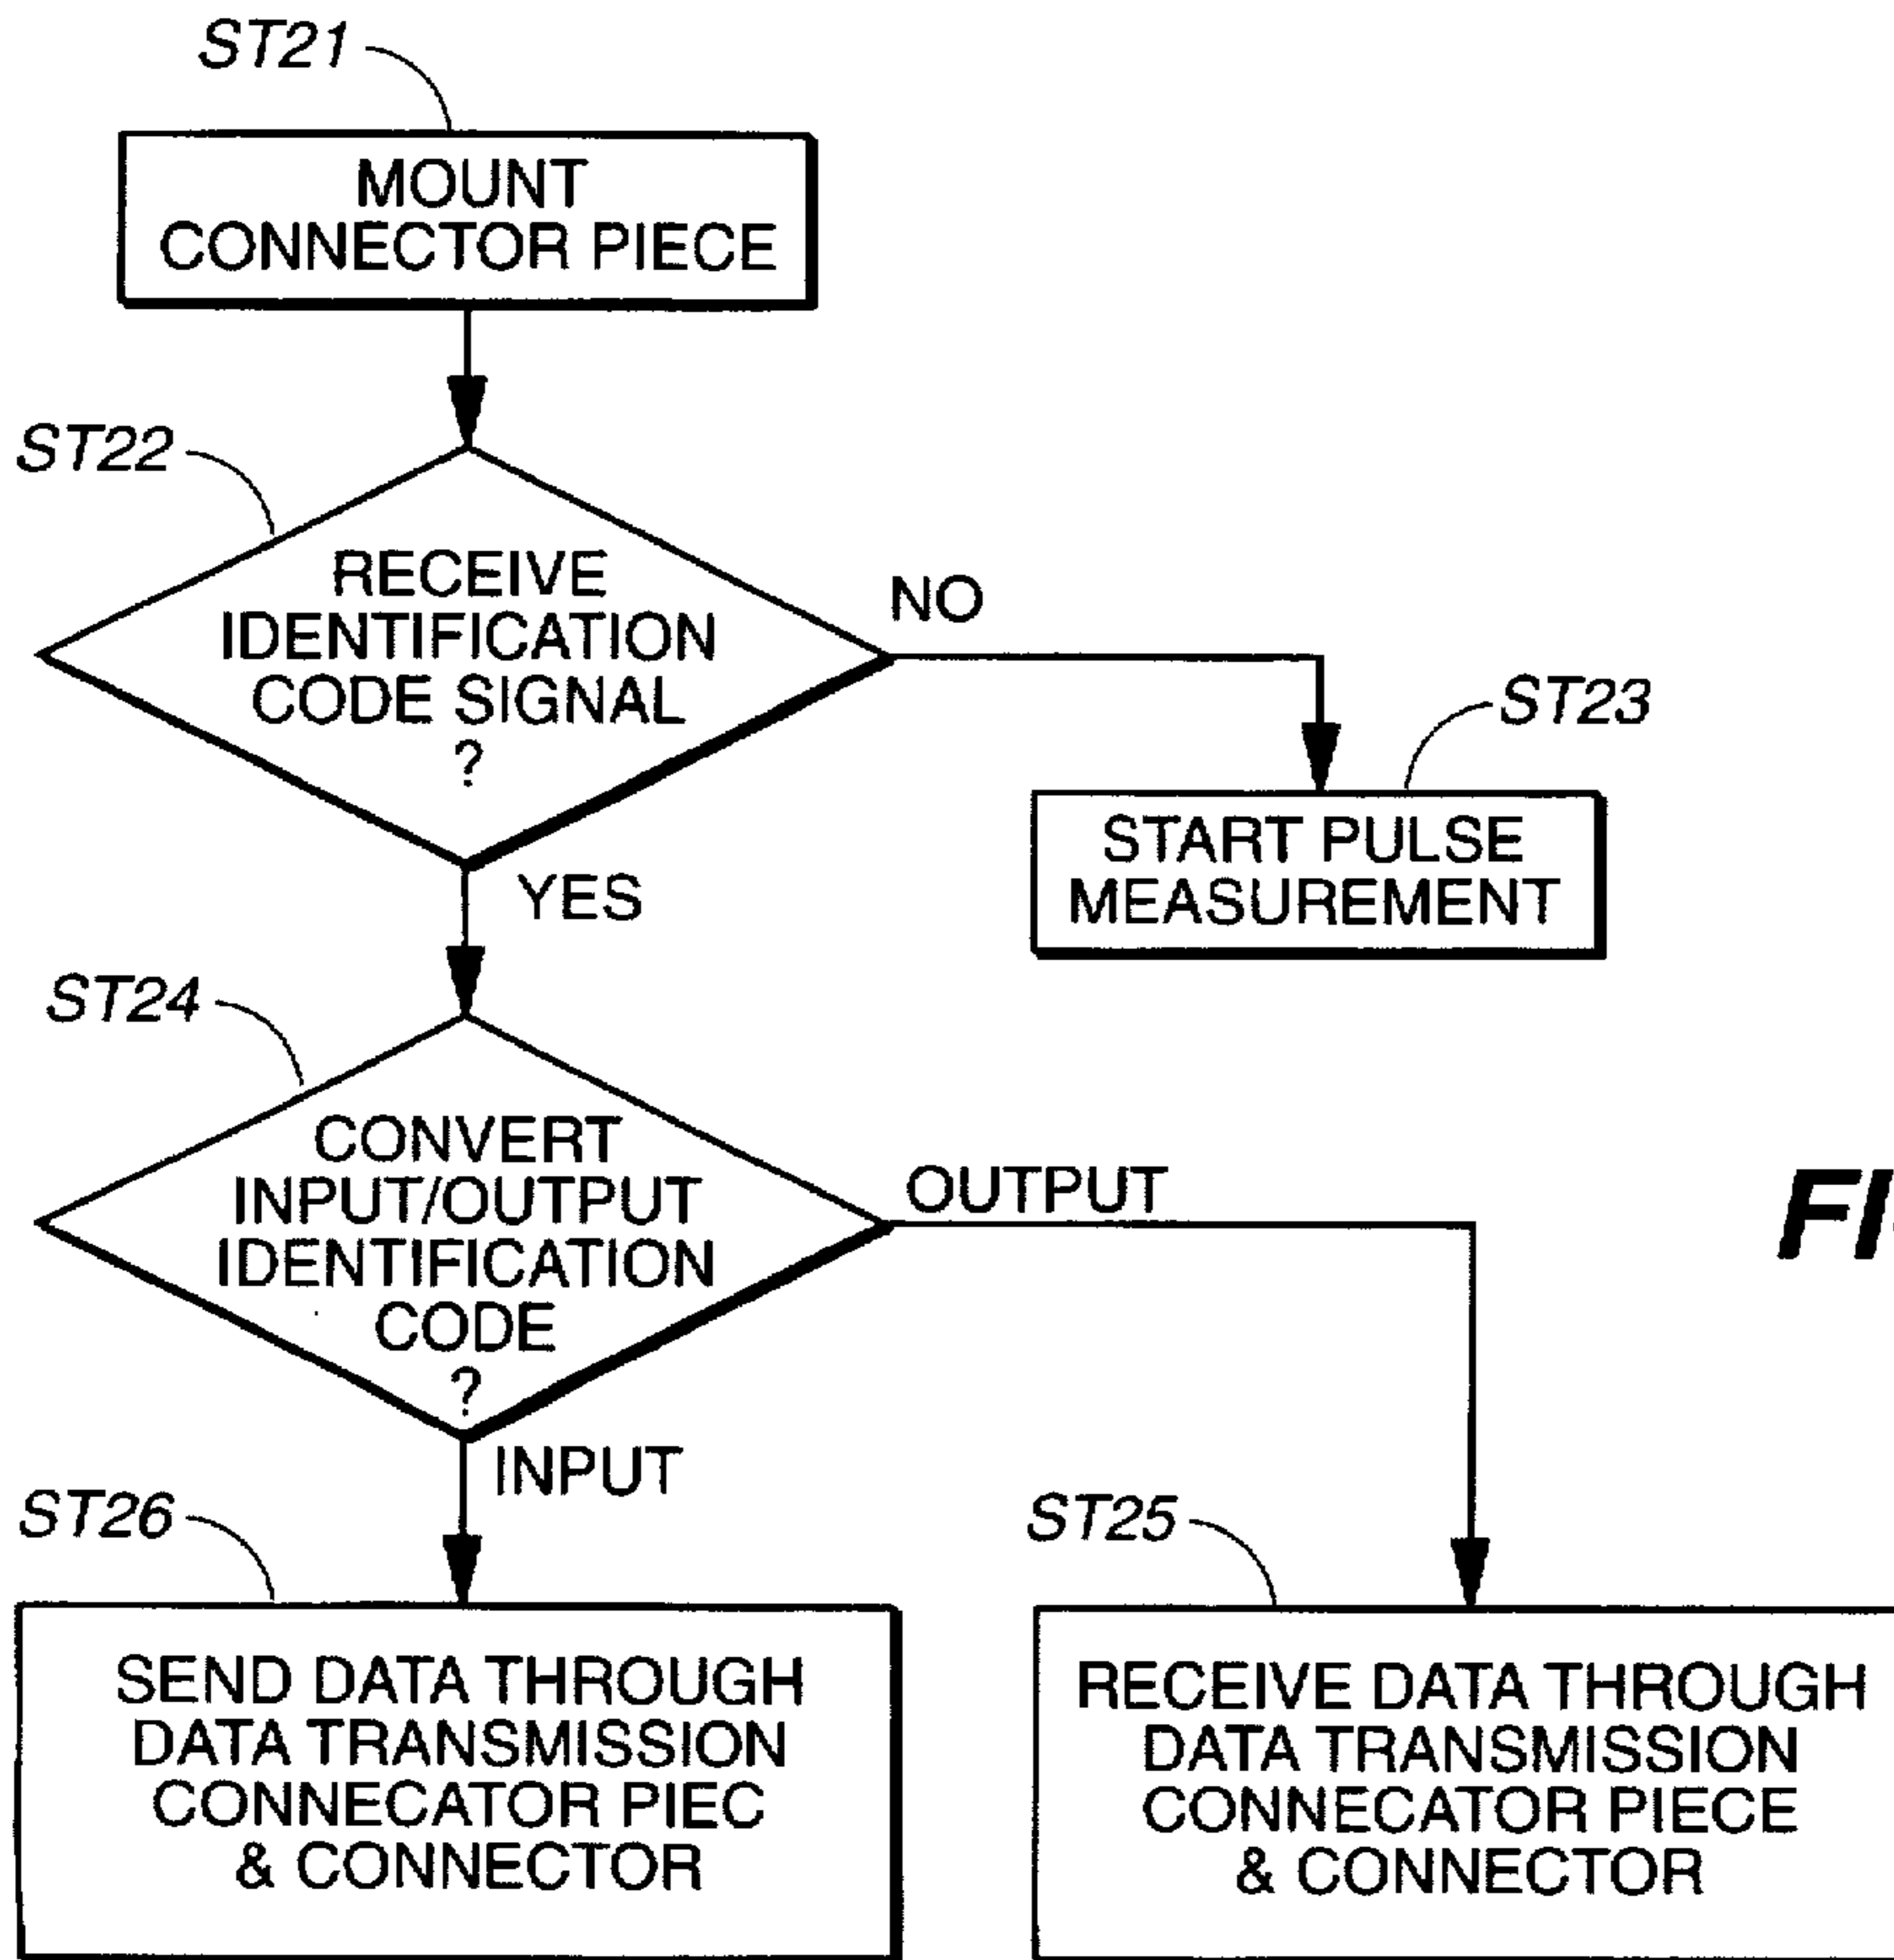 ST21
MOUNT
CONNECTOR PIECE
ST22
RECEIVE
IDENTIFICATION
CODE SIGNAL
?
NO
ST23
START PULSE
MEASUREMENT
YES
ST24
CONVERT
INPUT/OUTPUT
IDENTIFICATION
CODE
?
OUTPUT
INPUT
ST26
SEND DATA THROUGH
DATA TRANSMISSION
CONNECATOR PIEC
& CONNECTOR
ST25
RECEIVE DATA THROUGH
DATA TRANSMISSION
CONNECATOR PIECE
& CONNECTOR